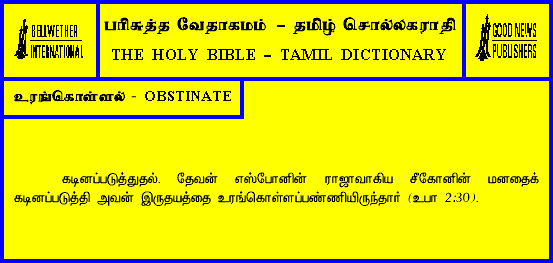 BELLWETHER
INTERNATIONAL
பரிசுத்த வேதாகமம் – தமிழ் சொல்லகராதி
THE HOLY BIBLE – TAMIL DICTIONARY
GOOD NEWS
PUBLISHERS
உரங்கொள்ளல் - OBSTINATE
கடினப்படுத்துதல். தேவன் எஸ்போனின் ராஜாவாகிய சீகோனின் மனதைக்
கடினப்படுத்தி அவன் இருதயத்தை உரங்கொள்ளப்பண்ணியிருந்தார் (உபா 2:30).